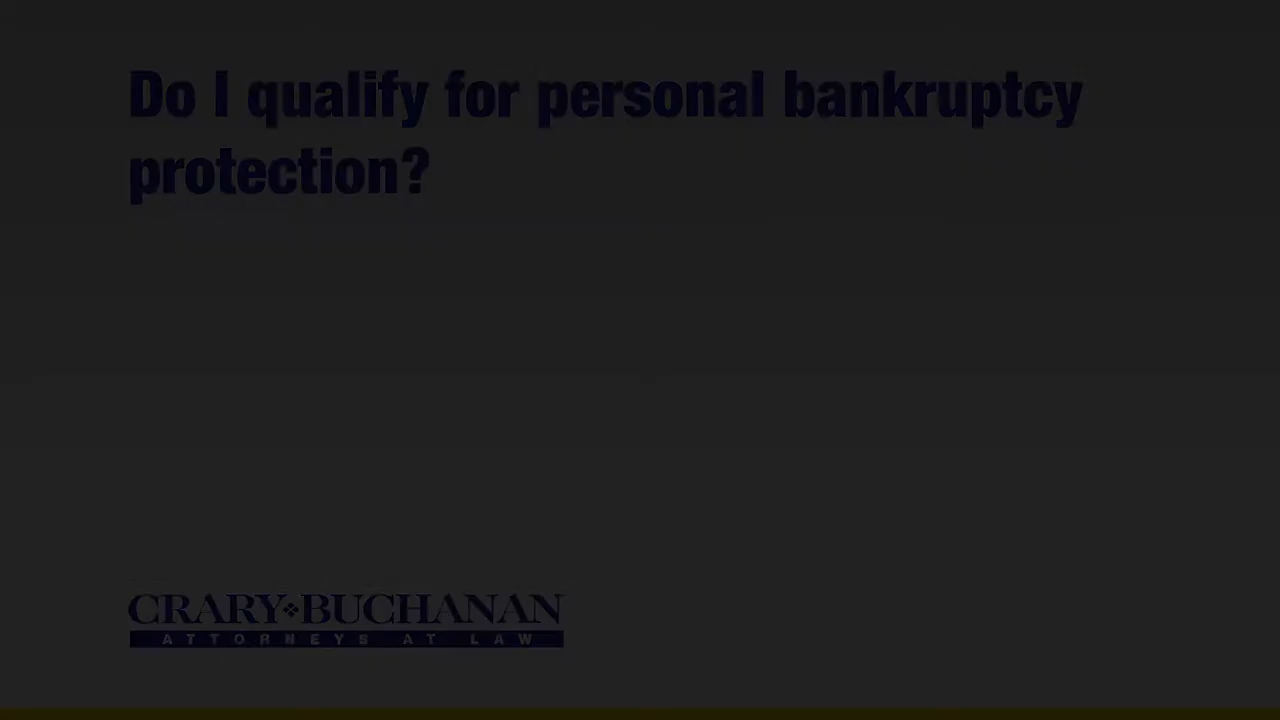 Do I qualify for personal bankruptcy
protection?
CRARY❖BUCHANAN
ATTORNEYS AT LAW